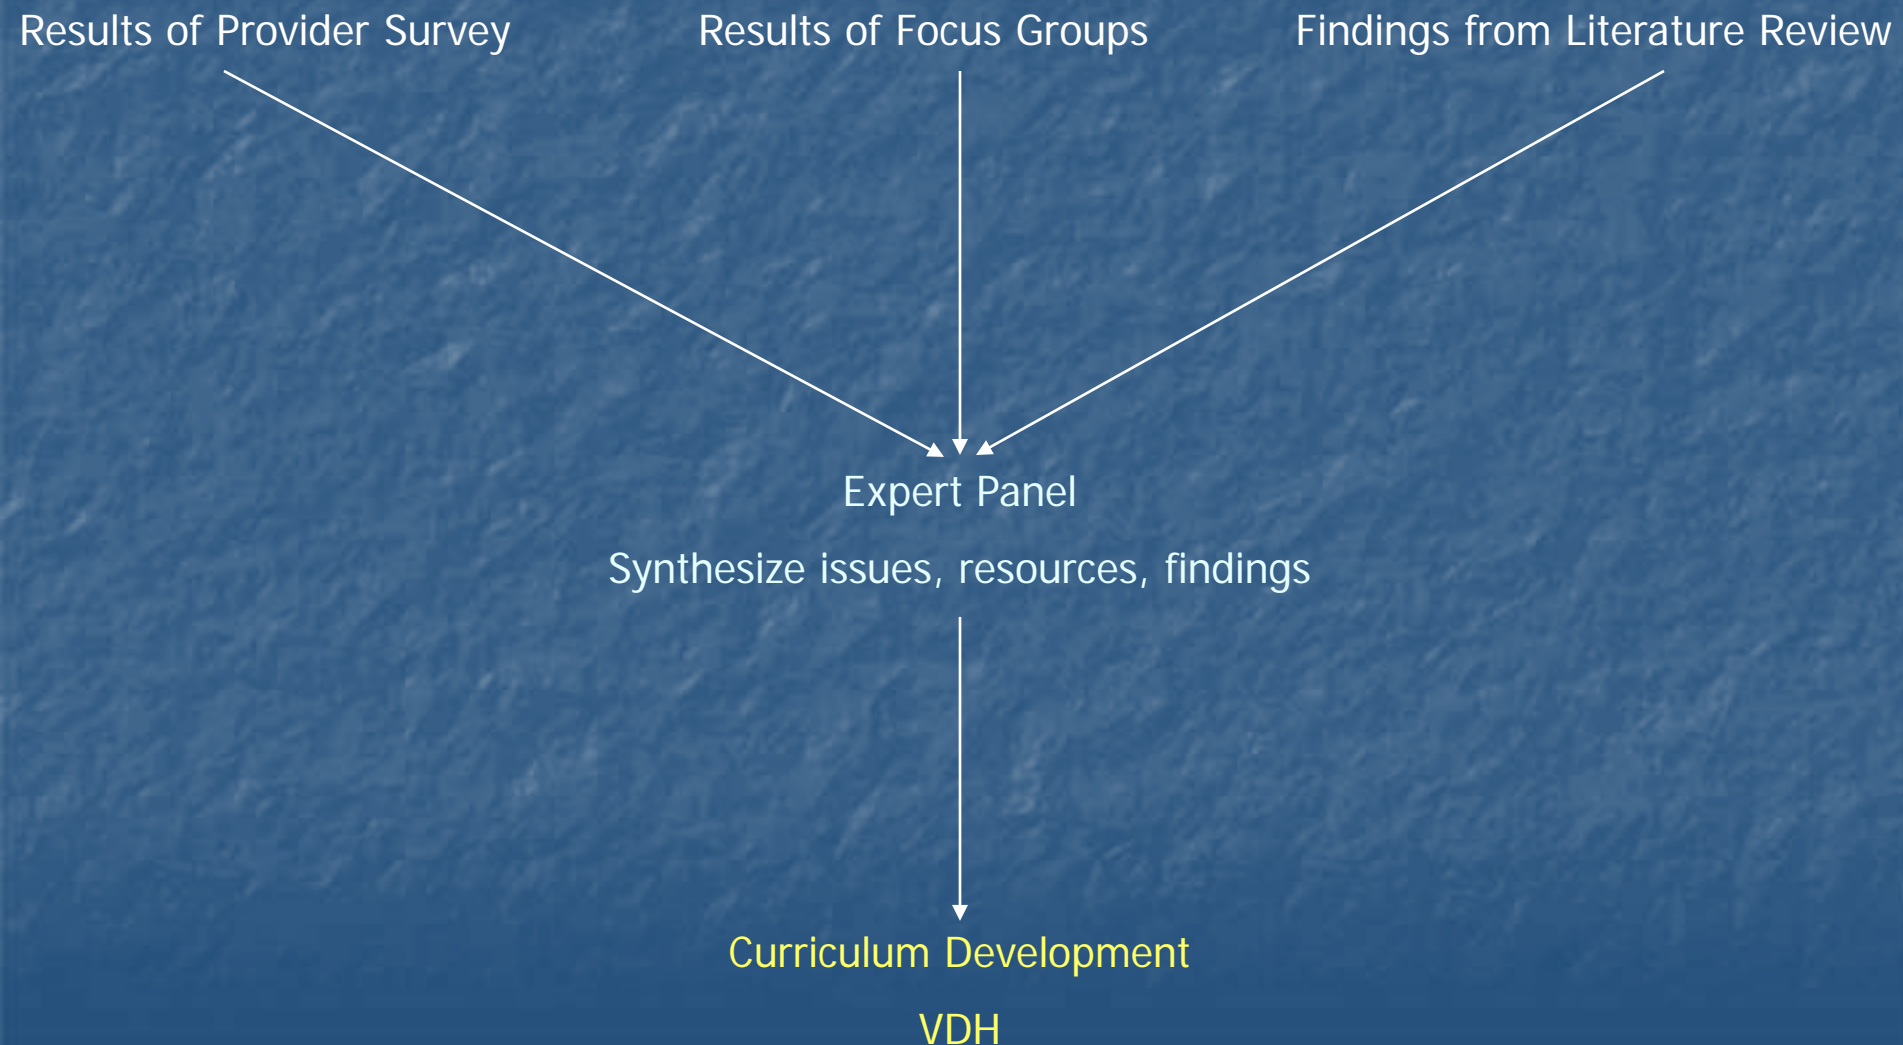 Results of Provider Survey
Results of Focus Groups
Findings from Literature Review
Expert Panel
Synthesize issues, resources, findings
Curriculum Development
VDH